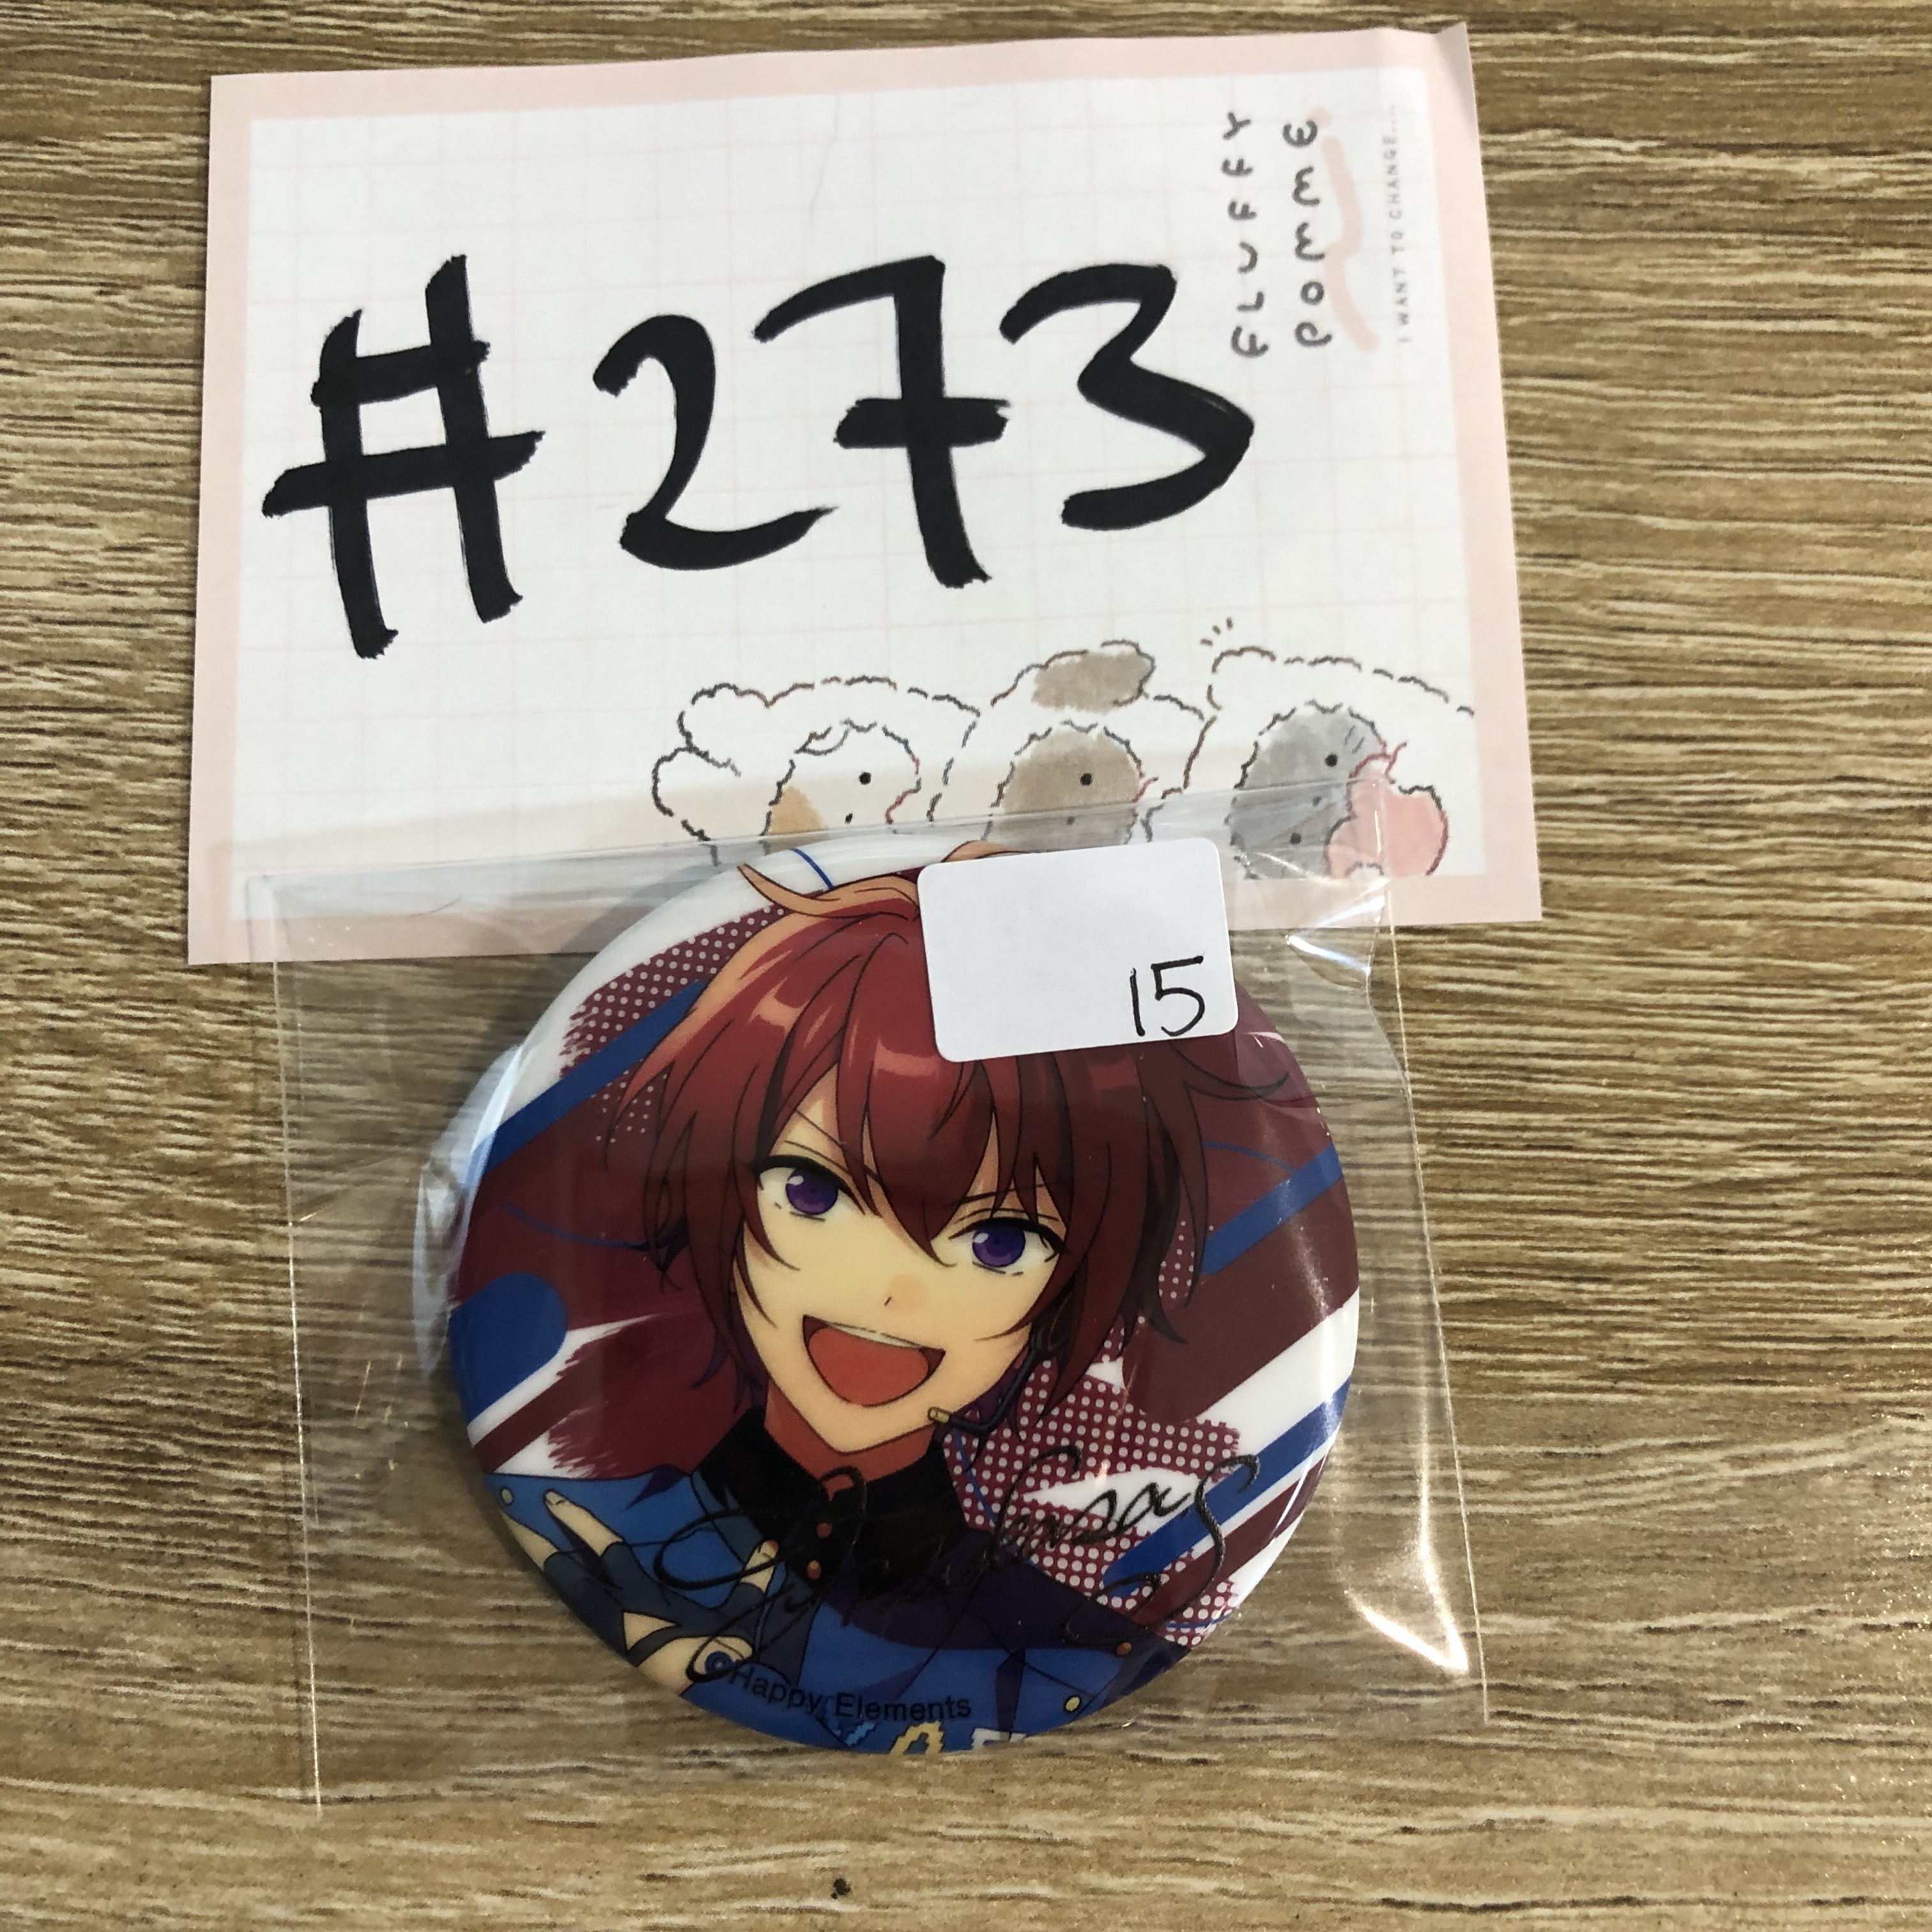 #273
FLUFFY
POMME
I WANT TO CHANGE...
15
©Happy Elements